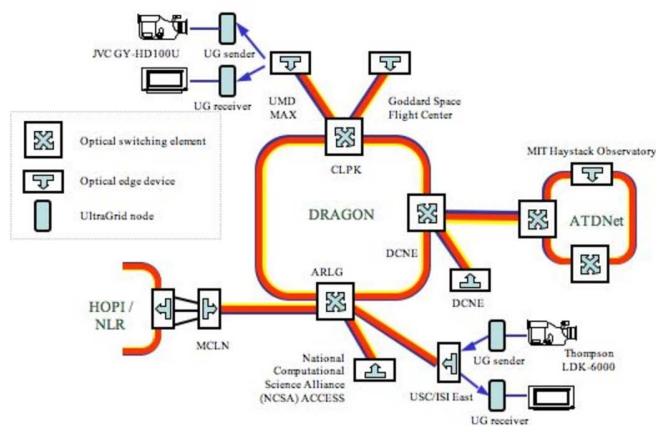 JVC GY-HD100U
UG sender
UG receiver
UMD
MAX
Goddard Space
Flight Center
Optical switching element
Optical edge device
UltraGrid node
CLPK
MIT Haystack Observatory
DRAGON
ATDNet
DCNE
DCNE
ARLG
HOPI /
NLR
MCLN
National
Computational
Science Alliance
(NCSA) ACCESS
USC/ISI East
UG sender
Thompson
LDK-6000
UG receiver